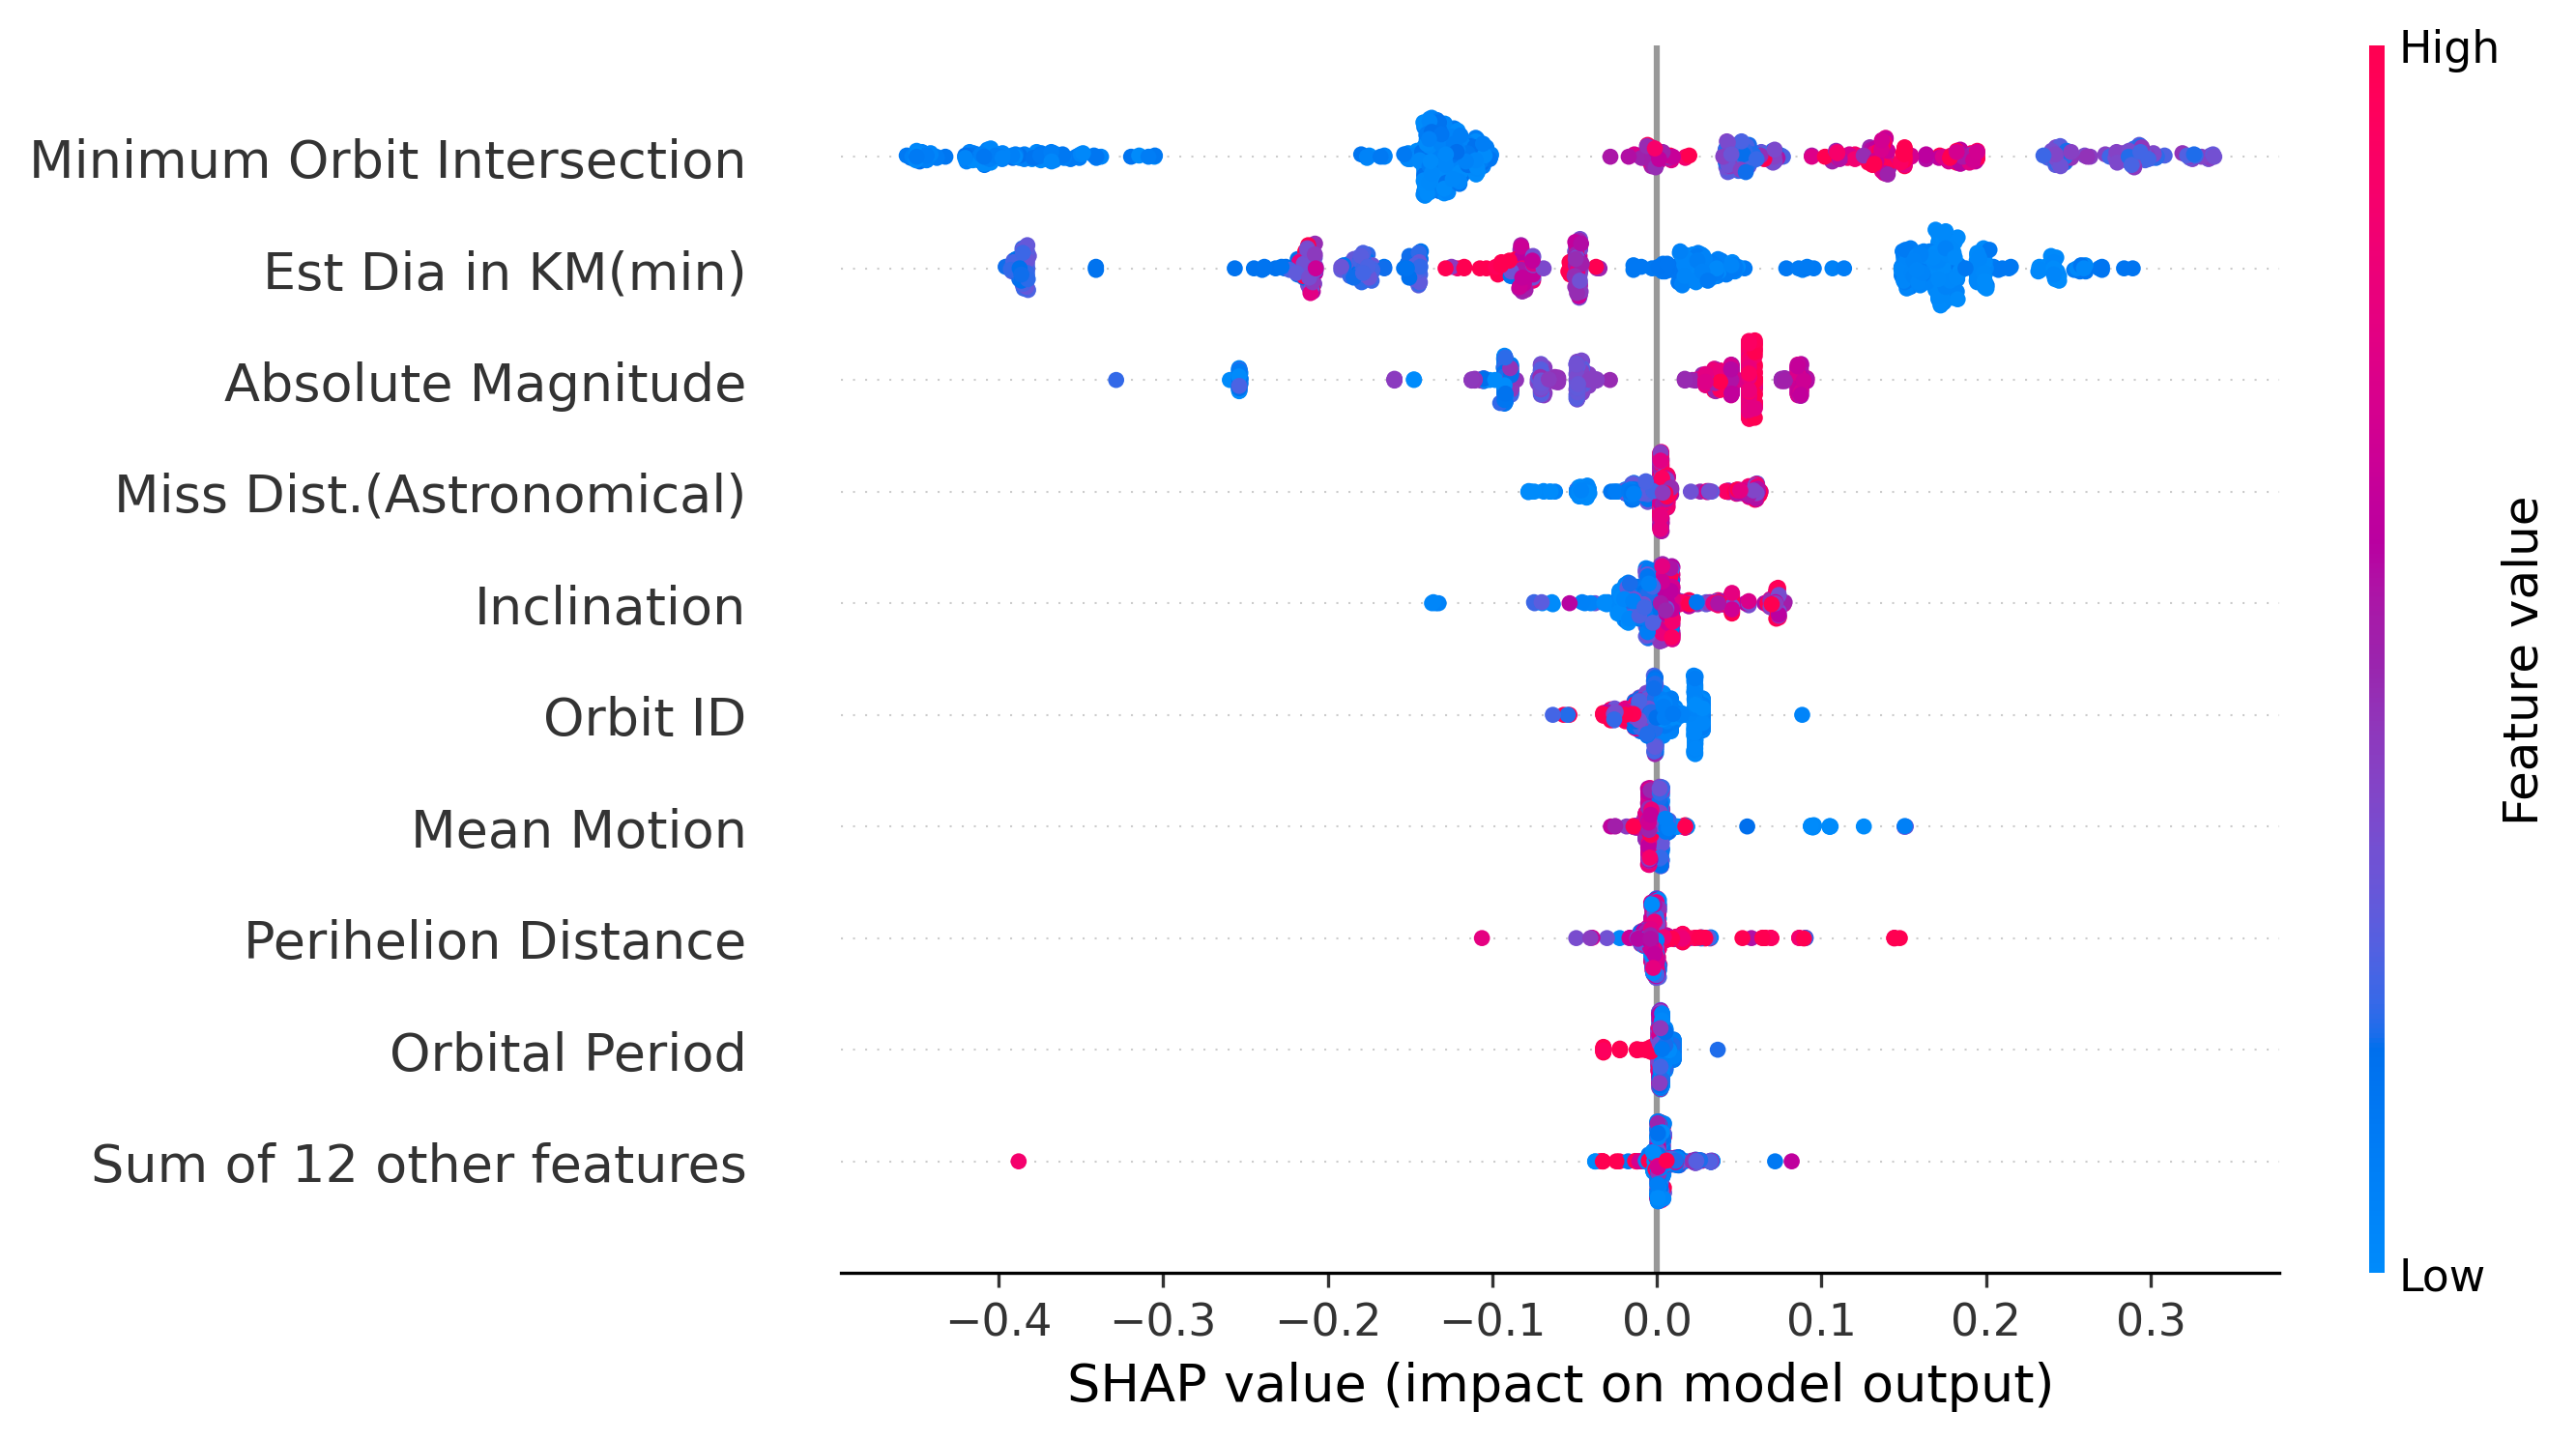 High
Minimum Orbit Intersection
Est Dia in KM(min)
Absolute Magnitude
Miss Dist.(Astronomical)
Inclination
Orbit ID
Mean Motion
Perihelion Distance
Orbital Period
Sum of 12 other features
Feature value
Low
−0.4 −0.3 −0.2 −0.1 0.0 0.1 0.2 0.3
SHAP value (impact on model output)